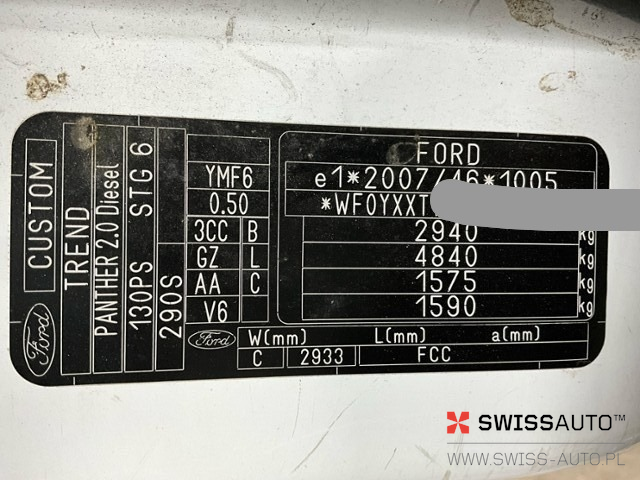 CUSTOM
TREND
PANTHER 2.0 Diesel
130PS STG 6
290S
YMF6
0.50
3CC B
GZ L
AA C
V6
FORD
e1*2007/46*1005
*WF0YXXT
2940 kg
4840 kg
1575 kg
1590 kg
Ford
Ford W(mm) L(mm) a(mm)
C 2933 FCC
SWISSAUTO™
WWW.SWISS-AUTO.PL